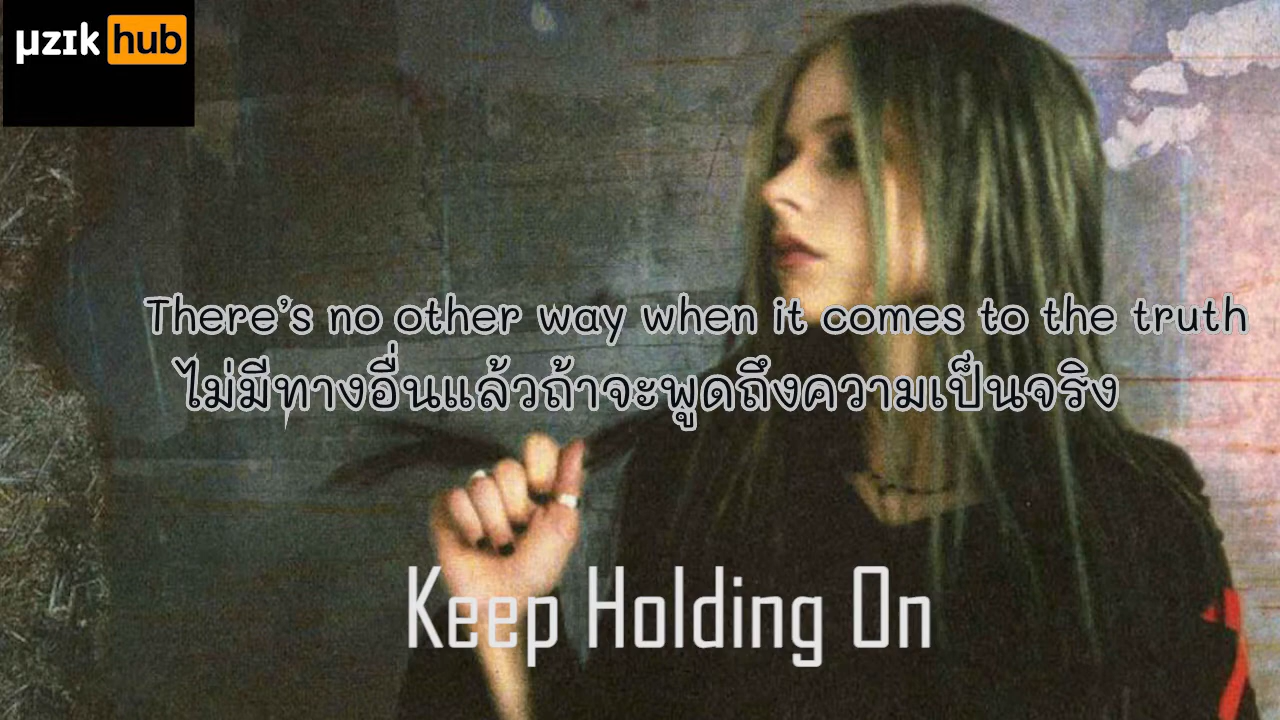 µzɪk hub
There's no other way when it comes to the truth
ไม่มีทางอื่นแล้วถ้าจะพูดถึงความเป็นจริง
Keep Holding On